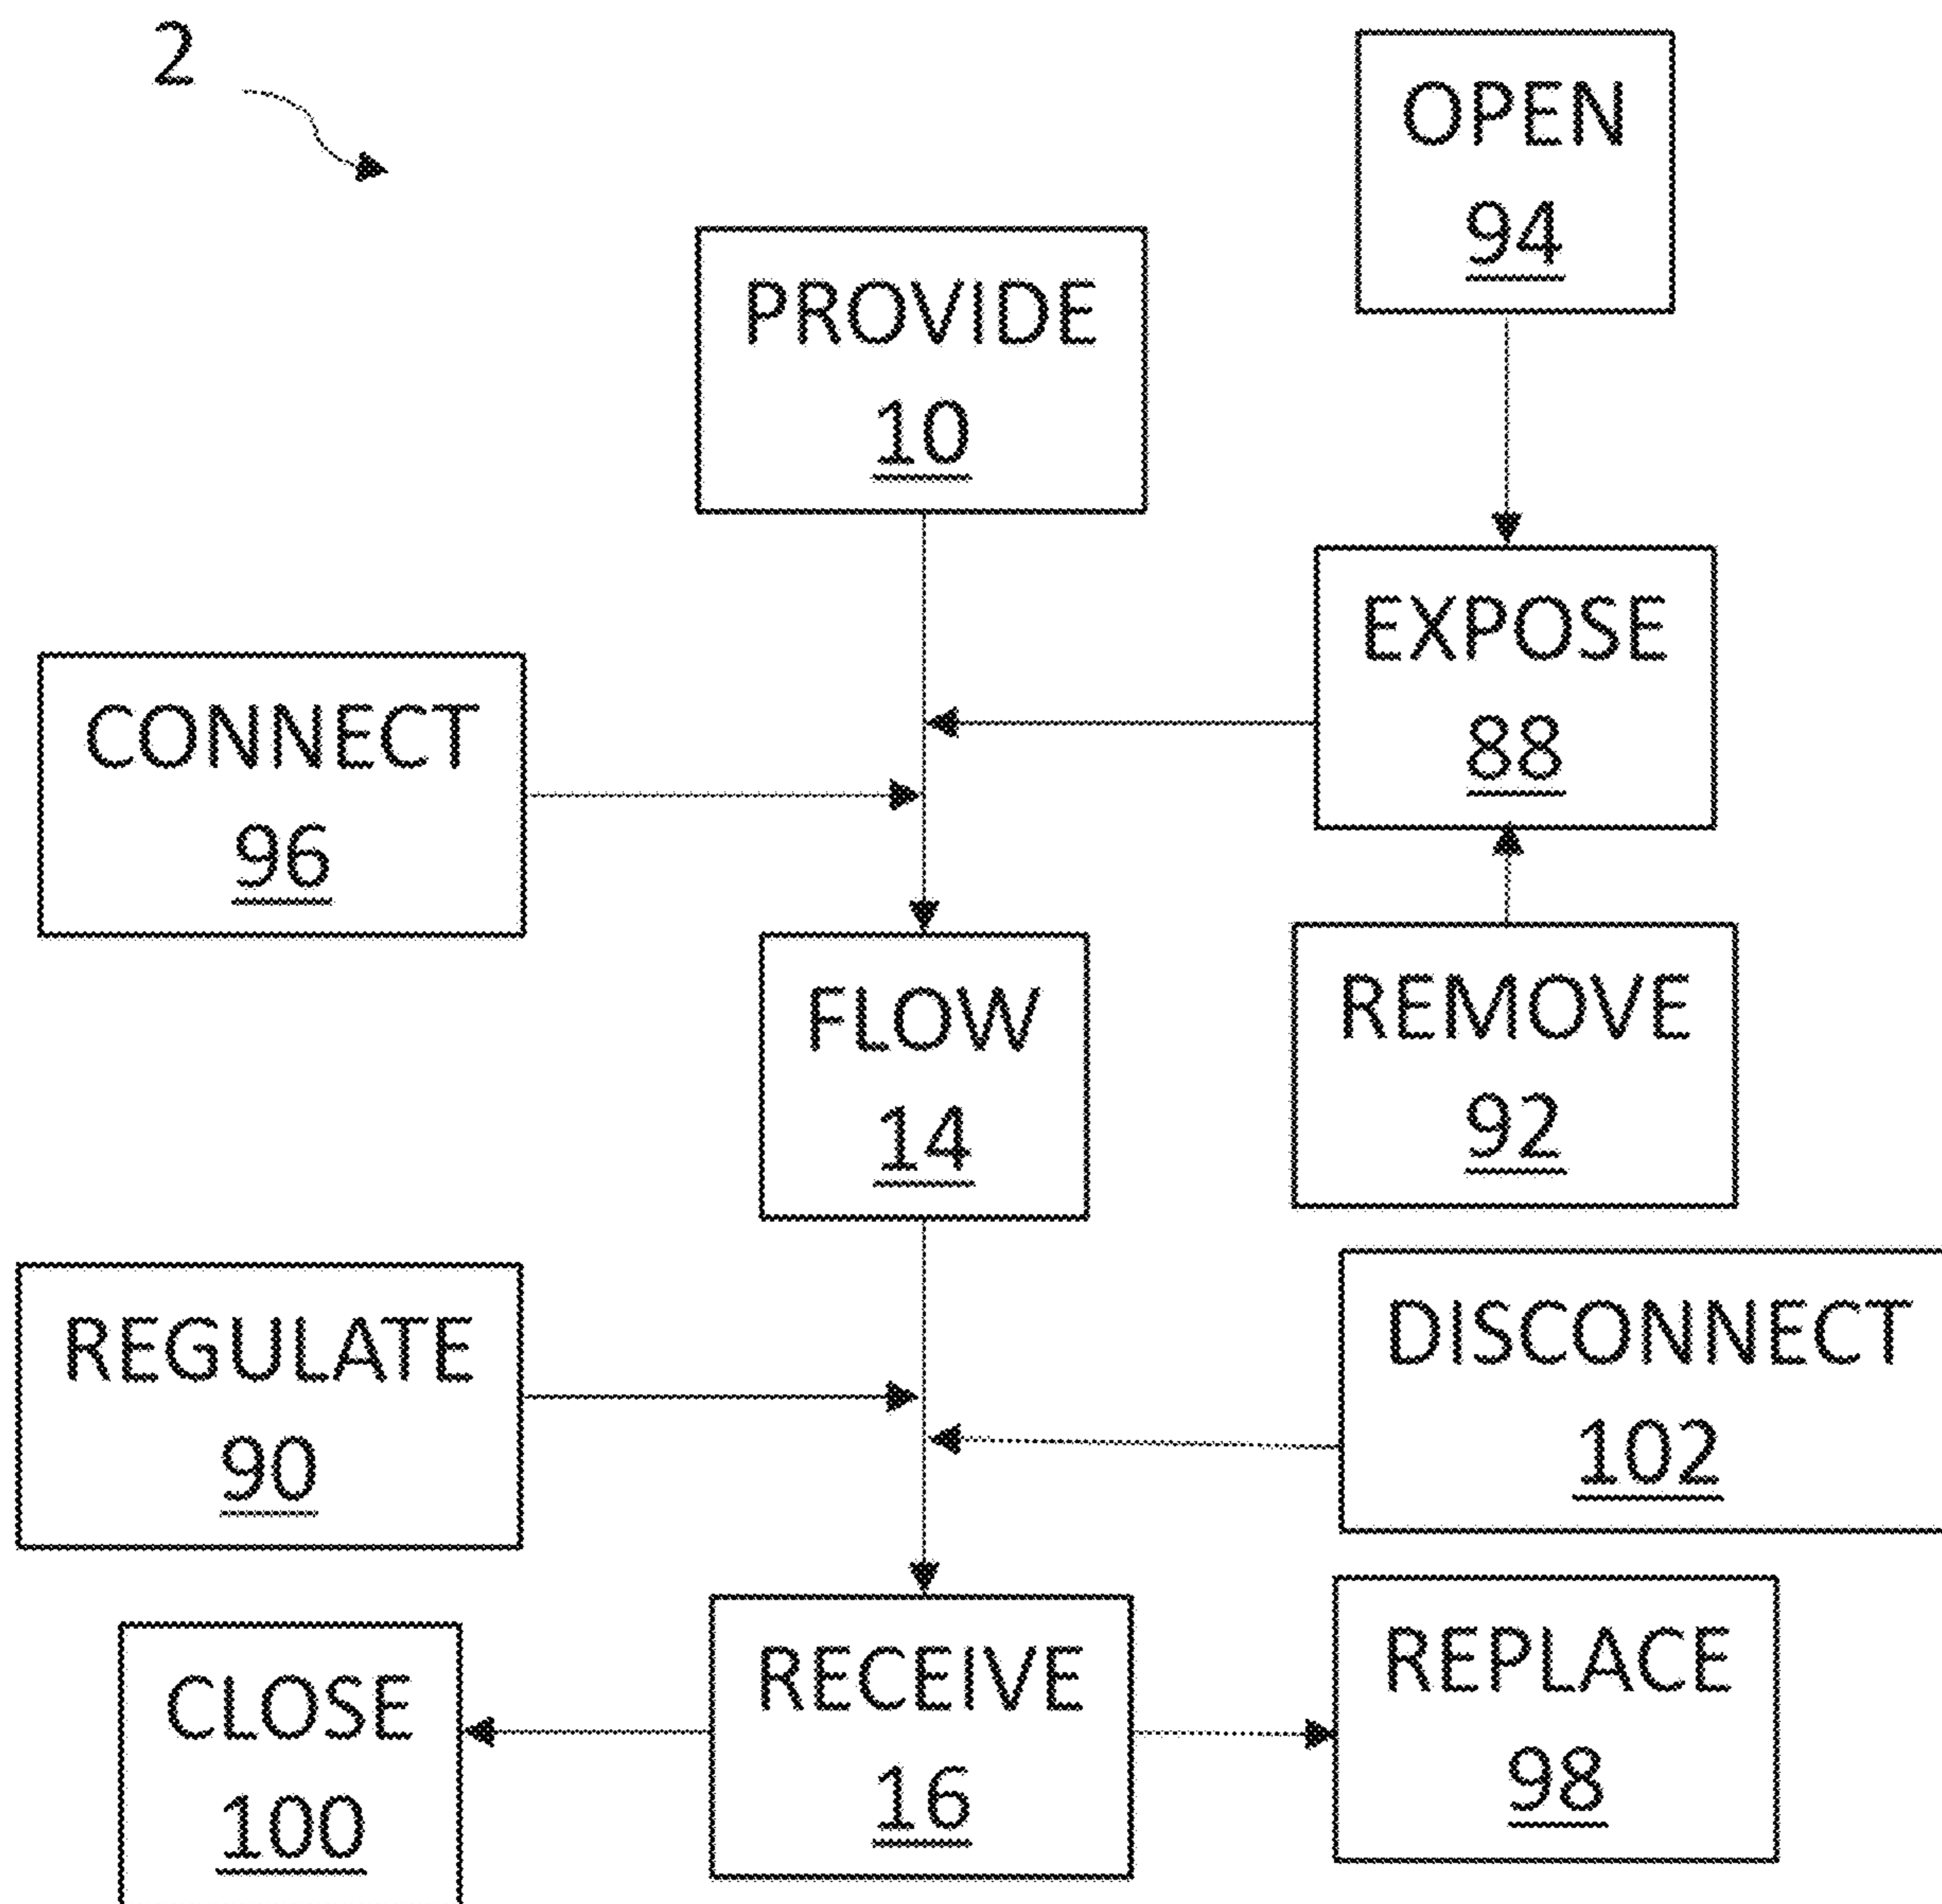 2
OPEN
94
PROVIDE
10
EXPOSE
88
CONNECT
96
FLOW
14
REMOVE
92
REGULATE
90
DISCONNECT
102
RECEIVE
16
REPLACE
98
CLOSE
100